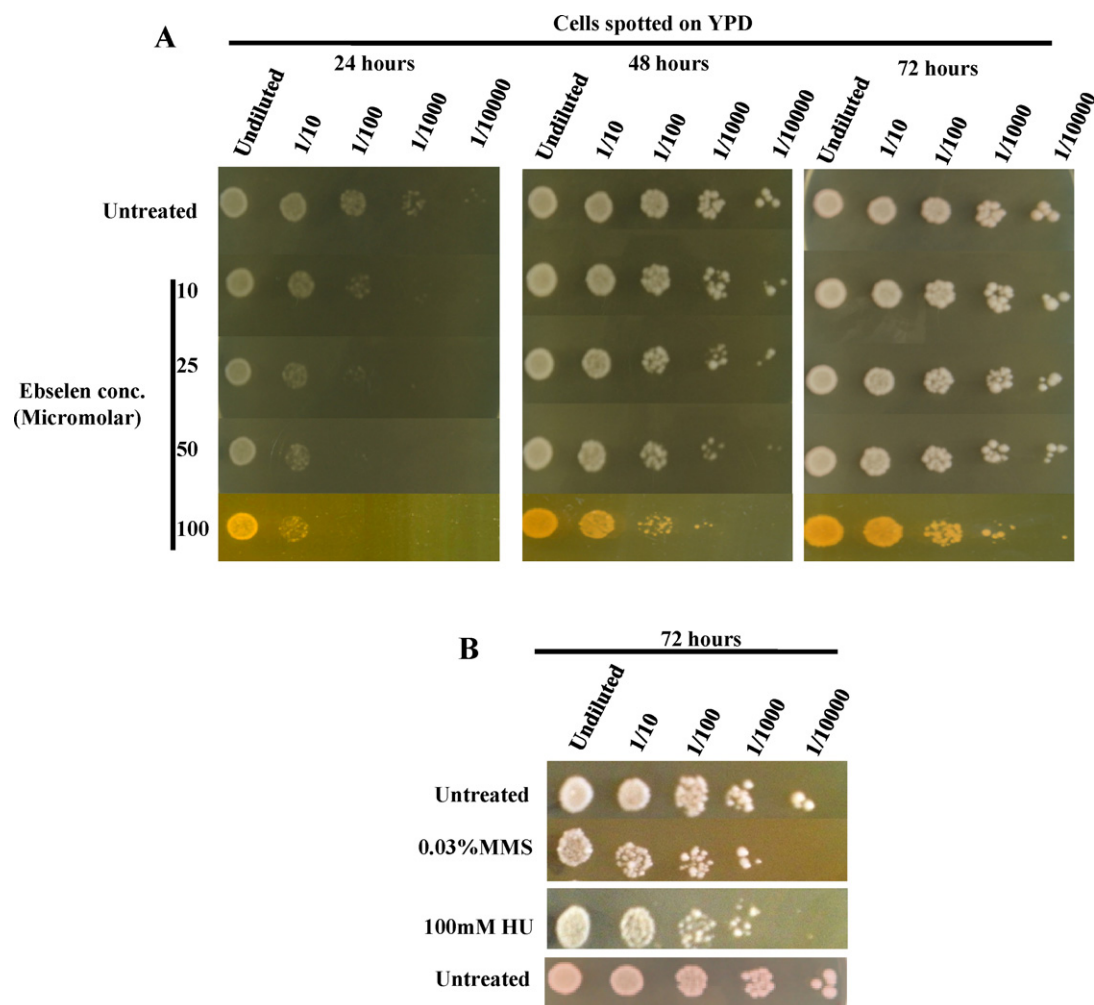 A
Cells spotted on YPD
24 hours
48 hours
72 hours
Undiluted
1/10
1/100
1/1000
1/10000
Undiluted
1/10
1/100
1/1000
1/10000
Undiluted
1/10
1/100
1/1000
1/10000
Untreated
10
25
Ebselen conc.
(Micromolar)
50
100
B
72 hours
Undiluted
1/10
1/100
1/1000
1/10000
Untreated
0.03%MMS
100mM HU
Untreated